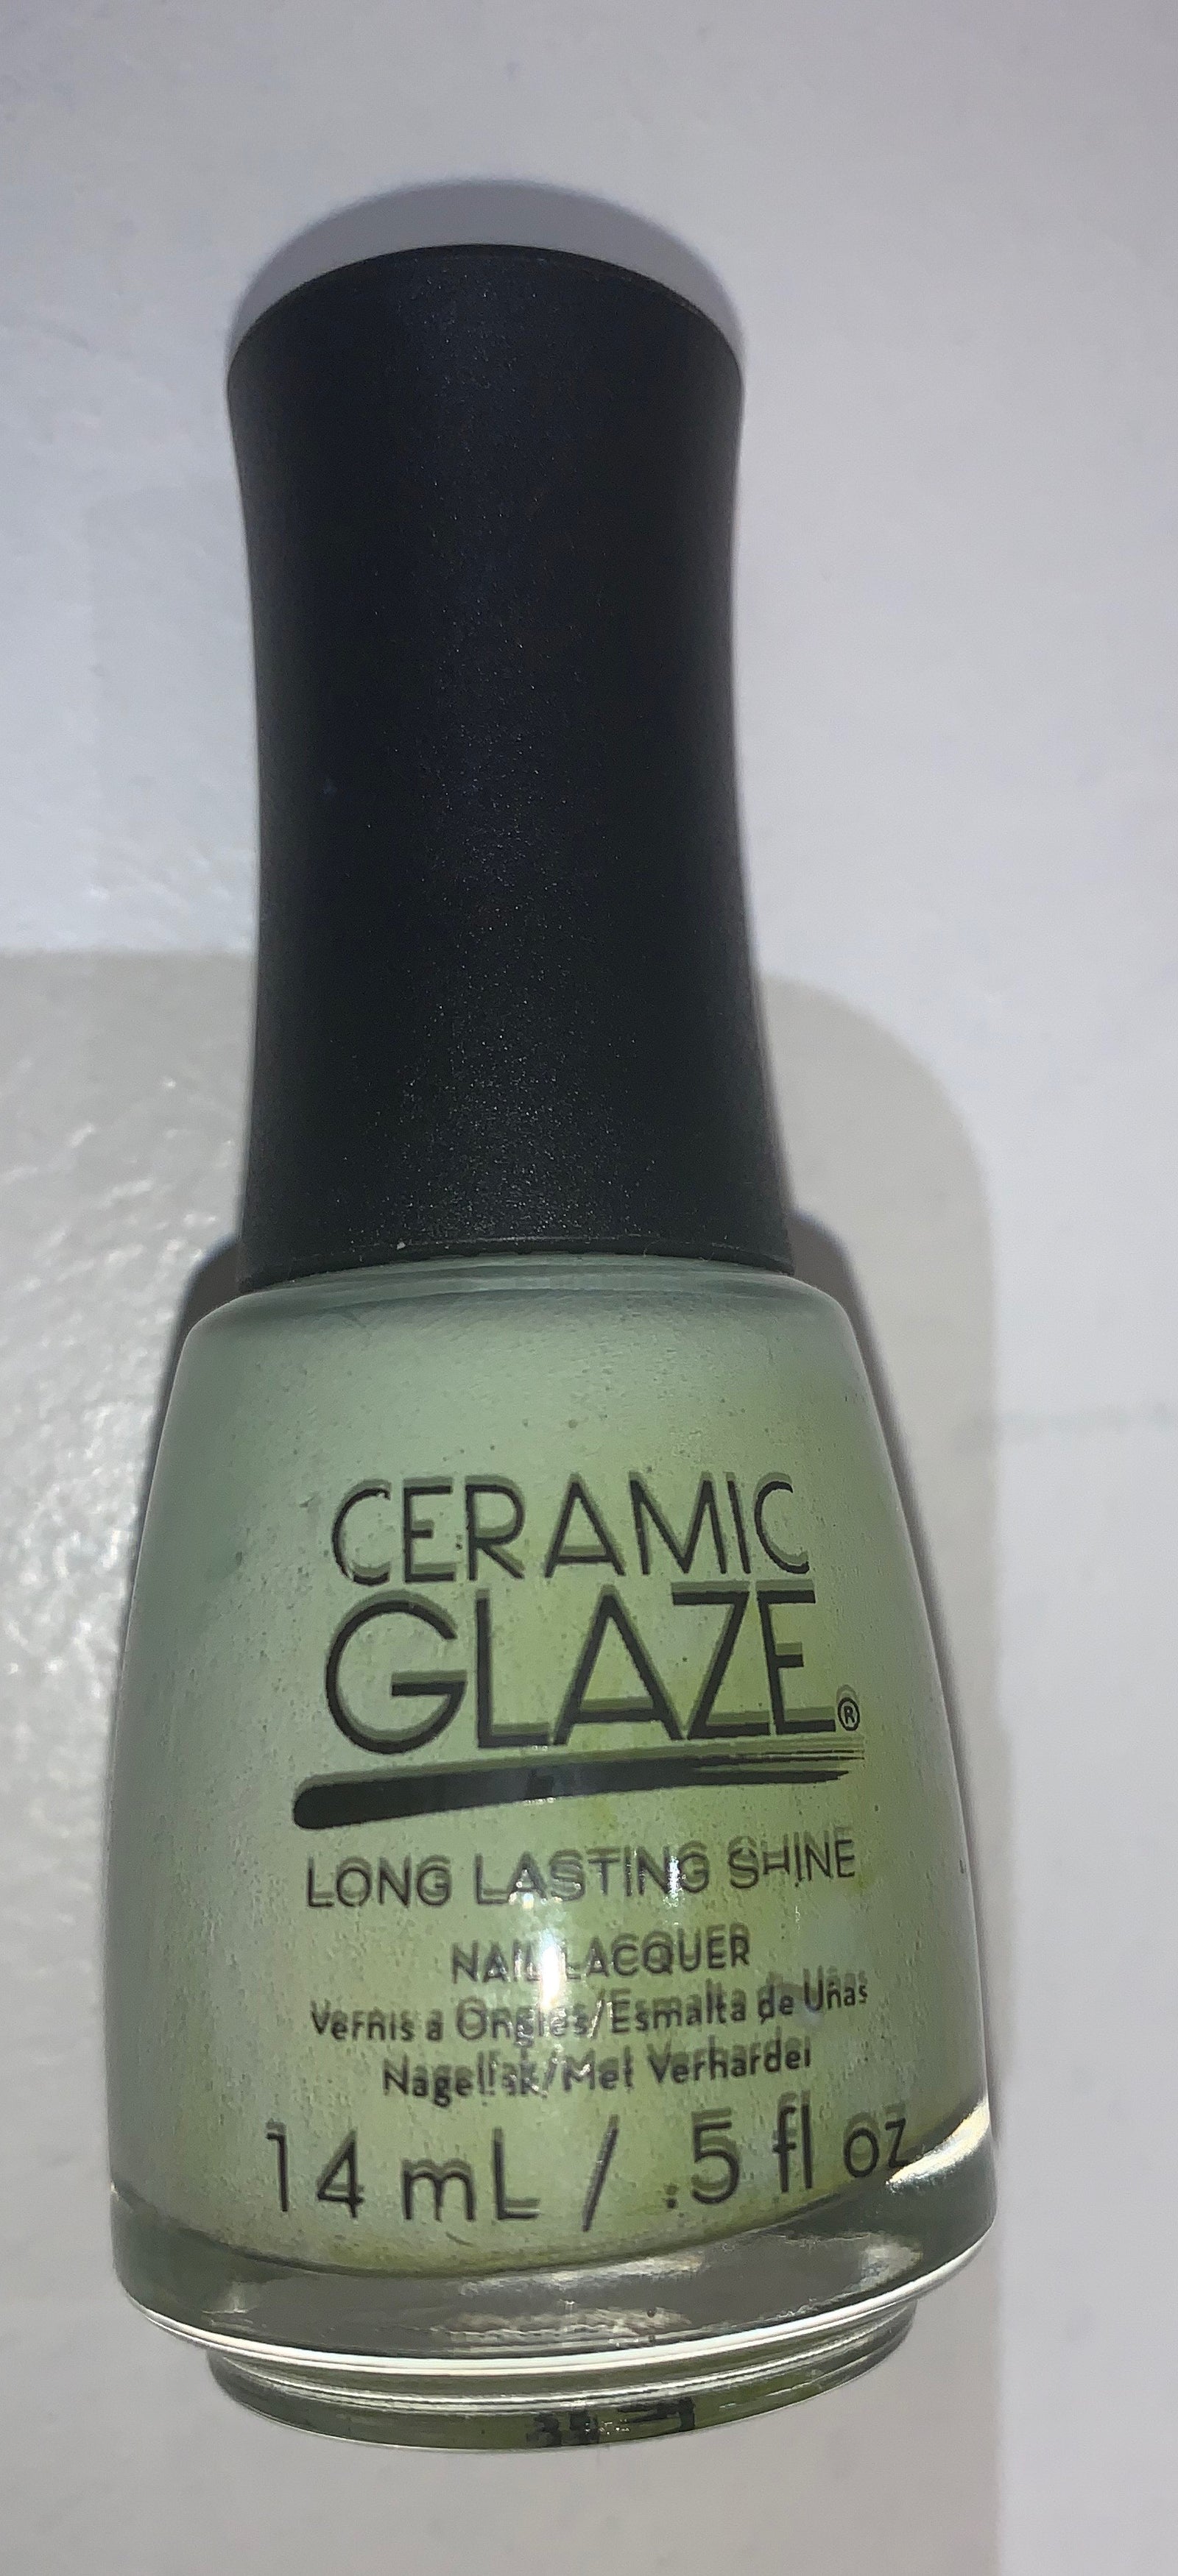 CERAMIC
GLAZE®
LONG LASTING SHINE
NAIL LACQUER
Vernis a Ongles/Esmalta de Uñas
Nagellak/Met Verhardei
14 mL / .5 fl oz